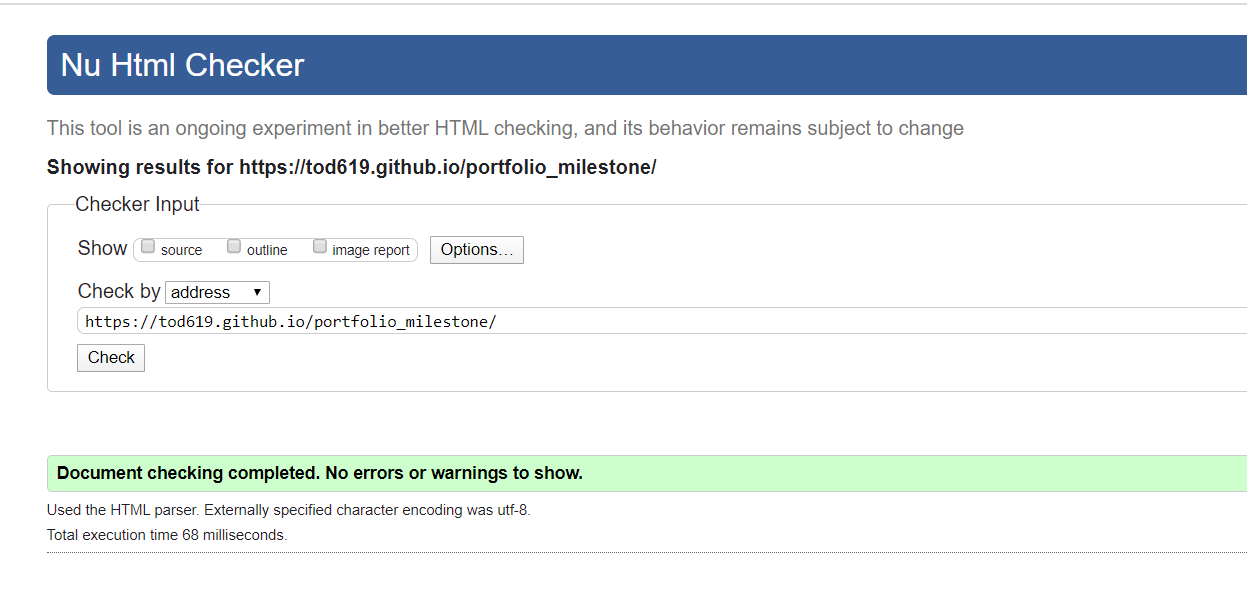 Nu Html Checker
This tool is an ongoing experiment in better HTML checking, and its behavior remains subject to change
Showing results for https://tod619.github.io/portfolio_milestone/
Checker Input
Show source outline image report Options...
Check by address
https://tod619.github.io/portfolio_milestone/
Check
Document checking completed. No errors or warnings to show.
Used the HTML parser. Externally specified character encoding was utf-8.
Total execution time 68 milliseconds.